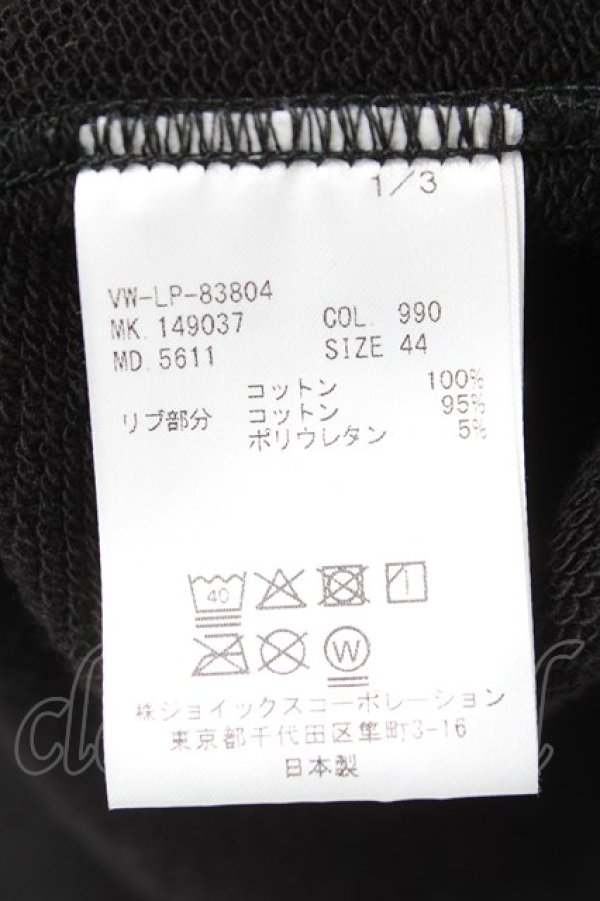 1/3
VW-LP-83804
MK. 149037 COL. 990
MD. 5611 SIZE 44
コットン 100%
リブ部分 コットン 95%
ポリウレタン 5%
40
W
株ジョイックスコーポレーション
東京都千代田区隼町3-16
日本製